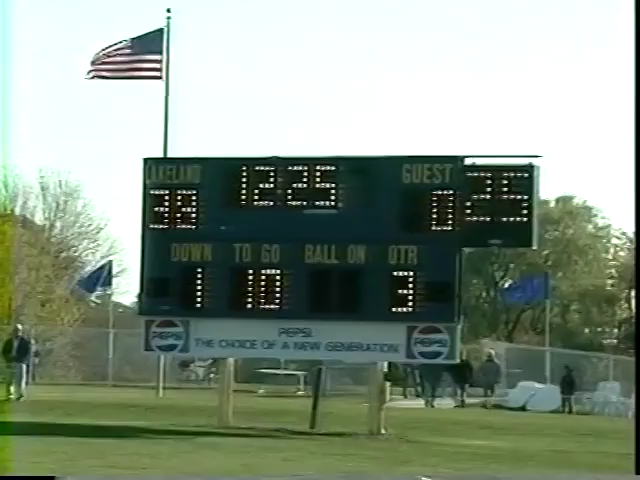 LAKELAND 12 25 GUEST 25
38 0
DOWN TO GO BALL ON QTR
1 10 3
PEPSI PEPSI. PEPSI
THE CHOICE OF A NEW GENERATION.